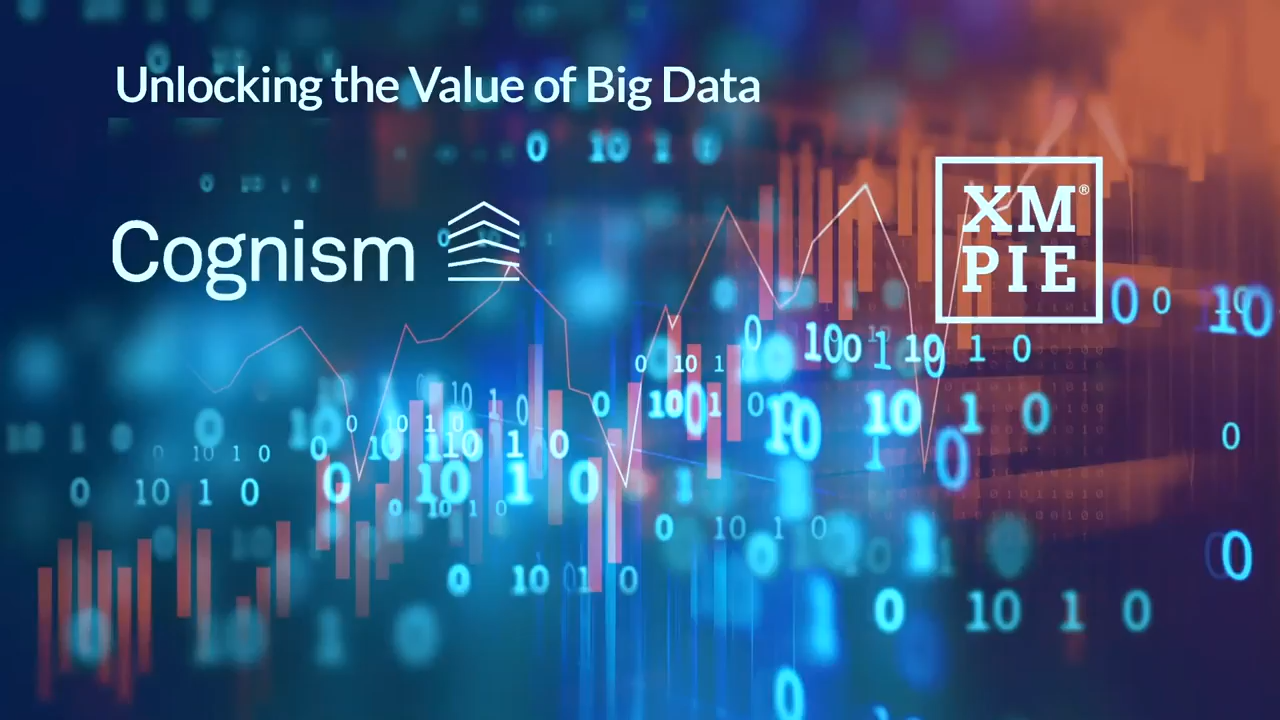 Unlocking the Value of Big Data
Cognism
XM®
PIE